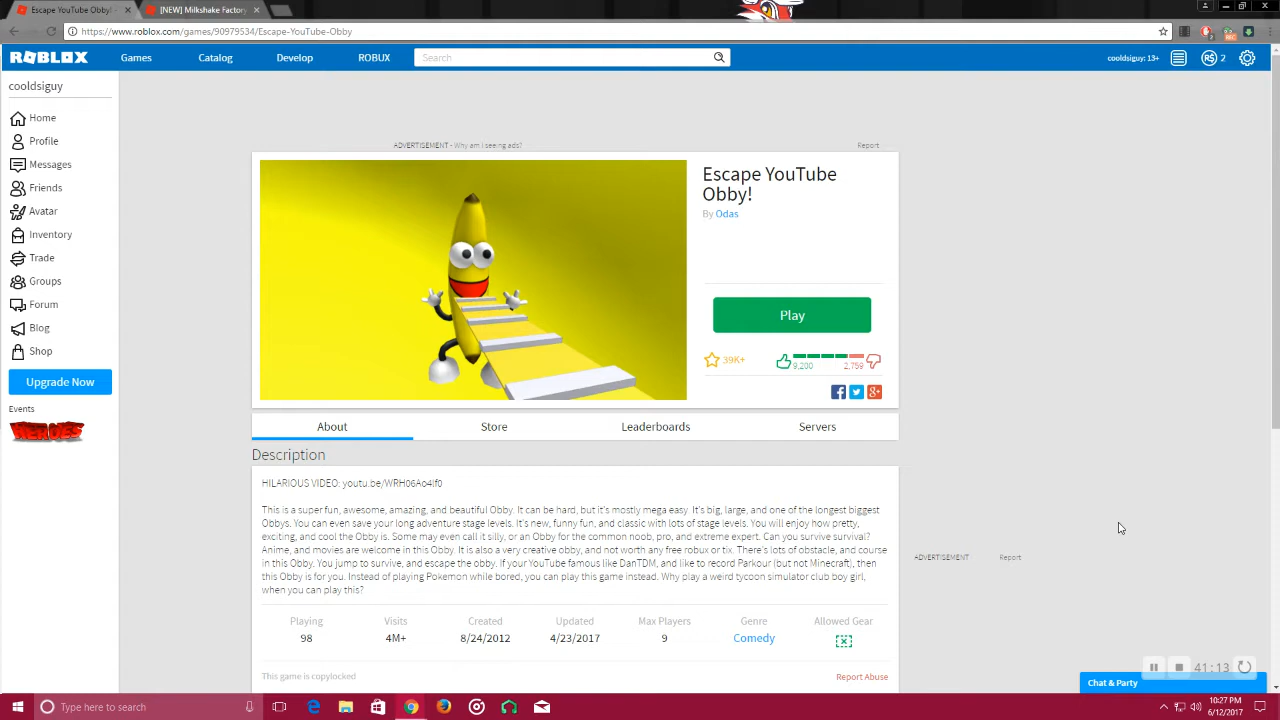 Escape YouTube Obby! -
[NEW] Milkshake Factory
https://www.roblox.com/games/90979534/Escape-YouTube-Obby
ROBLOX Games Catalog Develop ROBUX Search cooldsiguy: 13+ R$ 2
cooldsiguy
Home
Profile
Messages
Friends
Avatar
Inventory
Trade
Groups
Forum
Blog
Shop
Upgrade Now
Events
HEROES
ADVERTISEMENT - Why am I seeing ads? Report
Escape YouTube
Obby!
By Odas
Play
39K+ 9,200 2,759
About Store Leaderboards Servers
Description
HILARIOUS VIDEO: youtu.be/WRH06Ao4If0
This is a super fun, awesome, amazing, and beautiful Obby. It can be hard, but it's mostly mega easy. It's big, large, and one of the longest biggest
Obbys. You can even save your long adventure stage levels. It's new, funny fun, and classic with lots of stage levels. You will enjoy how pretty,
exciting, and cool the Obby is. Some may even call it silly, or an Obby for the common noob, pro, and extreme expert. Can you survive survival?
Anime, and movies are welcome in this Obby. It is also a very creative obby, and not worth any free robux or tix. There's lots of obstacle, and course
in this Obby. You jump to survive, and escape the obby. If your YouTube famous like DanTDM, and like to record Parkour (but not Minecraft), then
this Obby is for you. Instead of playing Pokemon while bored, you can play this game instead. Why play a weird tycoon simulator club boy girl,
when you can play this?
ADVERTISEMENT Report
Playing Visits Created Updated Max Players Genre Allowed Gear
98 4M+ 8/24/2012 4/23/2017 9 Comedy
This game is copylocked Report Abuse
41:13
Chat & Party
Type here to search
10:27 PM
6/12/2017